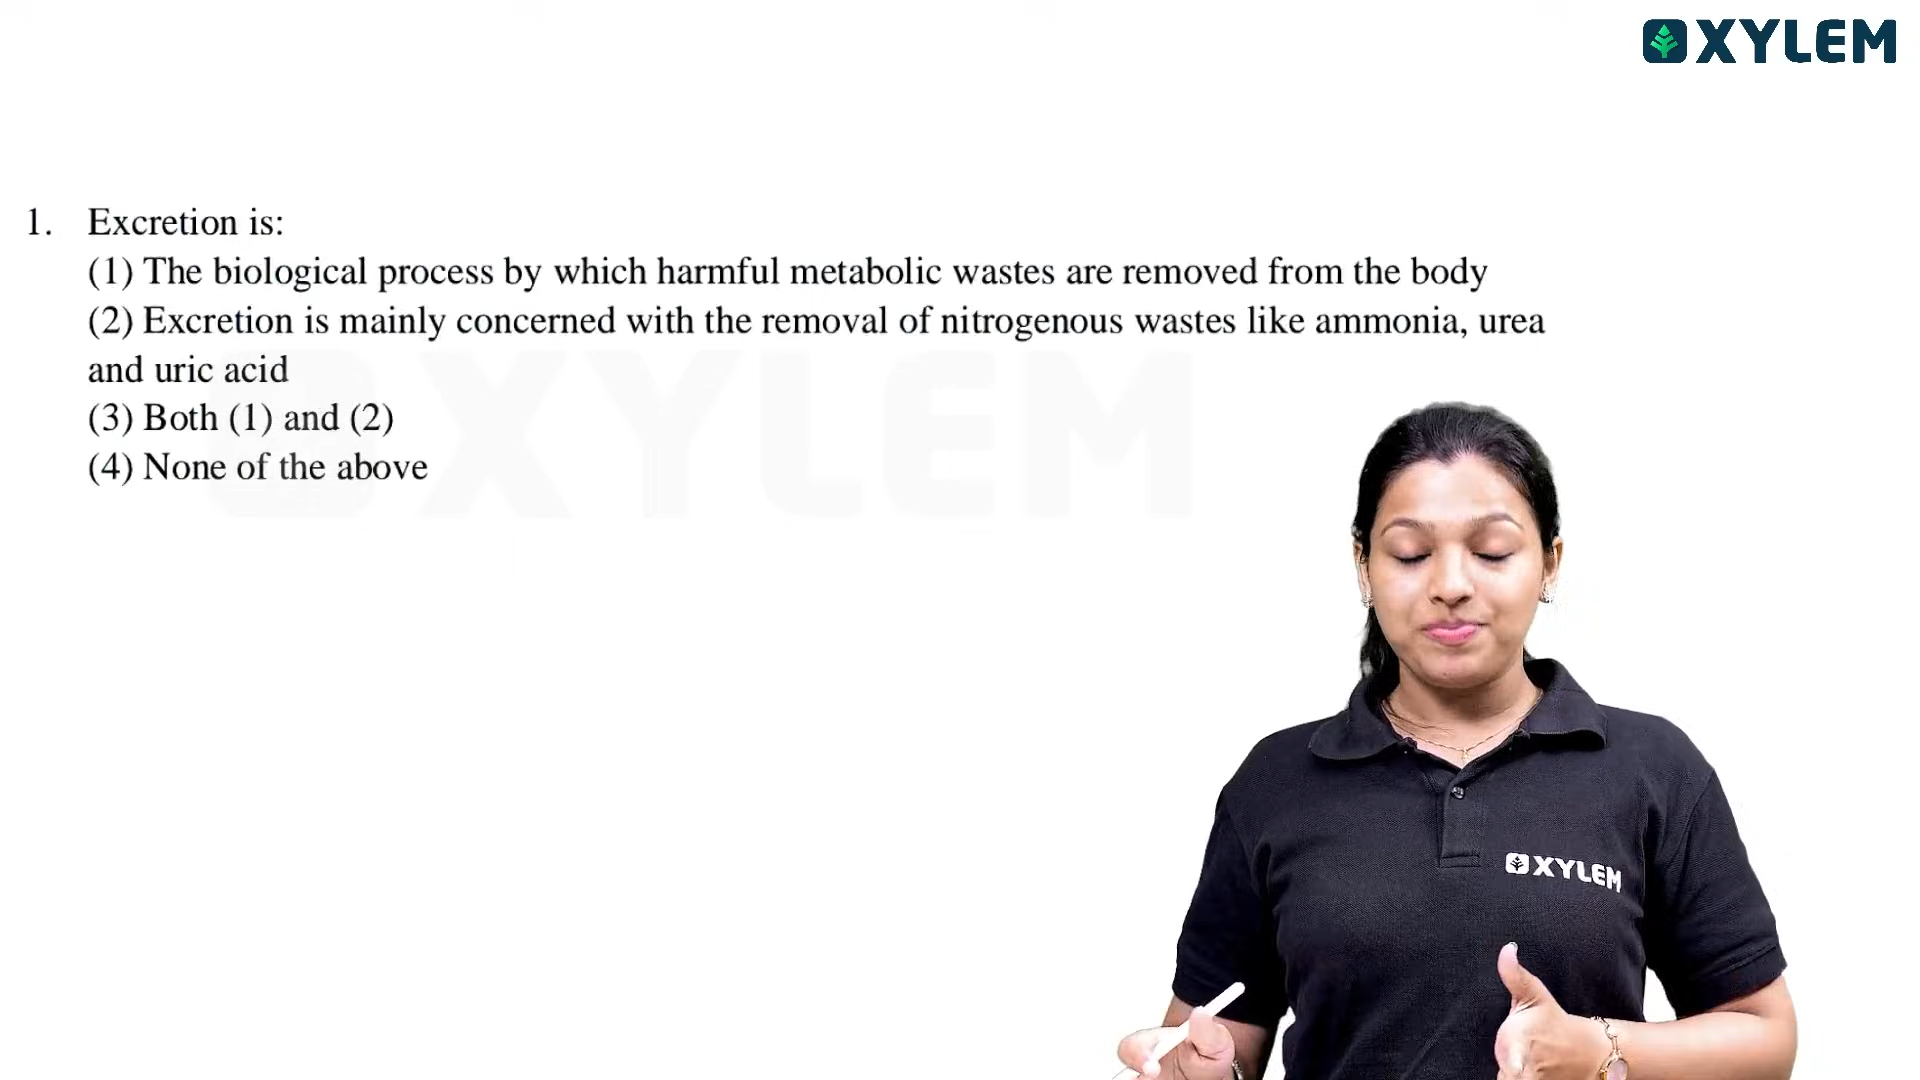 XYLEM
1. Excretion is:
(1) The biological process by which harmful metabolic wastes are removed from the body
(2) Excretion is mainly concerned with the removal of nitrogenous wastes like ammonia, urea
and uric acid
(3) Both (1) and (2)
(4) None of the above
XYLEM
XYLEM